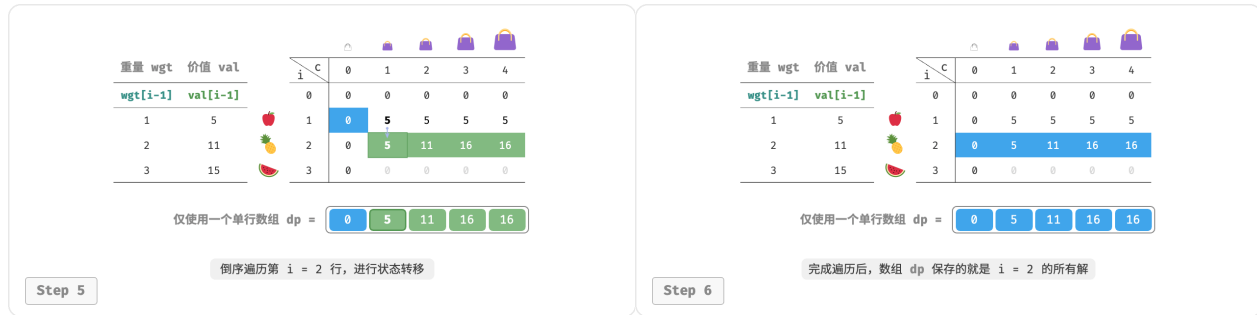 重量 wgt 价值 val
i c 0 1 2 3 4
wgt[i-1] val[i-1]
0 0 0 0 0 0
1 5 1 0 5 5 5 5
2 11 2 0 5 11 16 16
3 15 3 0 0 0 0 0
仅使用一个单行数组 dp = 0 5 11 16 16
倒序遍历第 i = 2 行，进行状态转移
Step 5
重量 wgt 价值 val
i c 0 1 2 3 4
wgt[i-1] val[i-1]
0 0 0 0 0 0
1 5 1 0 5 5 5 5
2 11 2 0 5 11 16 16
3 15 3 0 0 0 0 0
仅使用一个单行数组 dp = 0 5 11 16 16
完成遍历后，数组 dp 保存的就是 i = 2 的所有解
Step 6